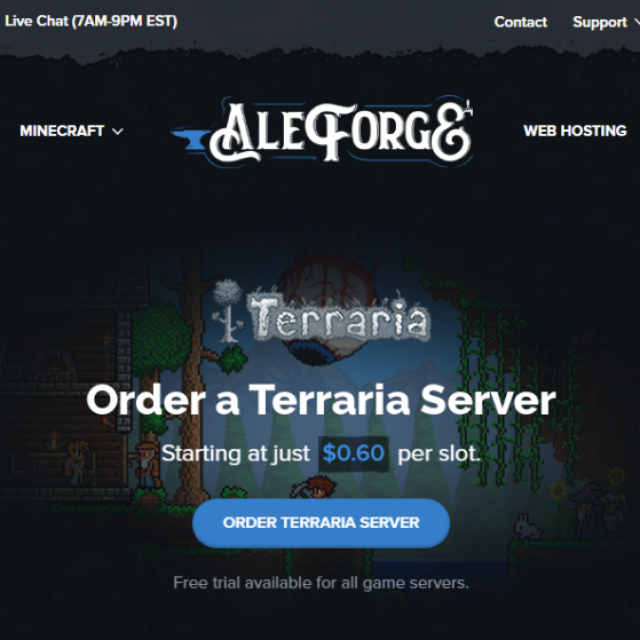 Live Chat (7AM-9PM EST)
Contact
Support
MINECRAFT
ALEFORGE
WEB HOSTING
Terraria
Order a Terraria Server
Starting at just $0.60 per slot.
ORDER TERRARIA SERVER
Free trial available for all game servers.